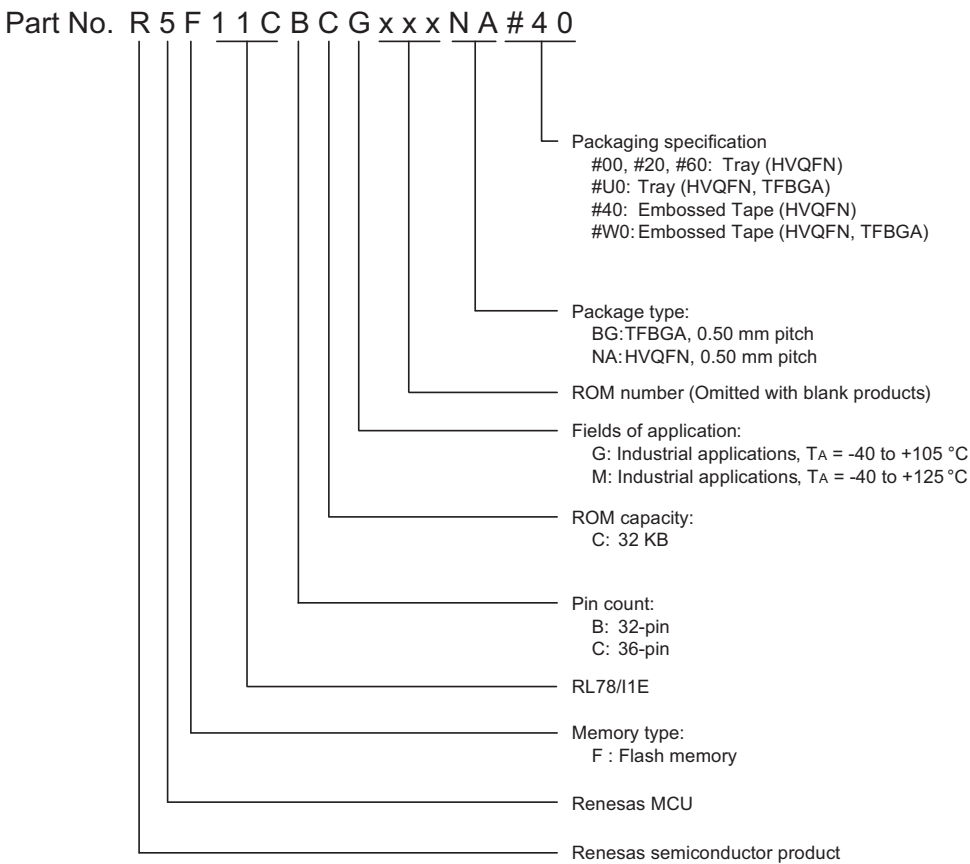 Part No. R 5 F 1 1 C B C G x x x N A # 4 0
Packaging specification
#00, #20, #60: Tray (HVQFN)
#U0: Tray (HVQFN, TFBGA)
#40: Embossed Tape (HVQFN)
#W0: Embossed Tape (HVQFN, TFBGA)
Package type:
BG: TFBGA, 0.50 mm pitch
NA: HVQFN, 0.50 mm pitch
ROM number (Omitted with blank products)
Fields of application:
G: Industrial applications, TA = -40 to +105 °C
M: Industrial applications, TA = -40 to +125 °C
ROM capacity:
C: 32 KB
Pin count:
B: 32-pin
C: 36-pin
RL78/I1E
Memory type:
F : Flash memory
Renesas MCU
Renesas semiconductor product